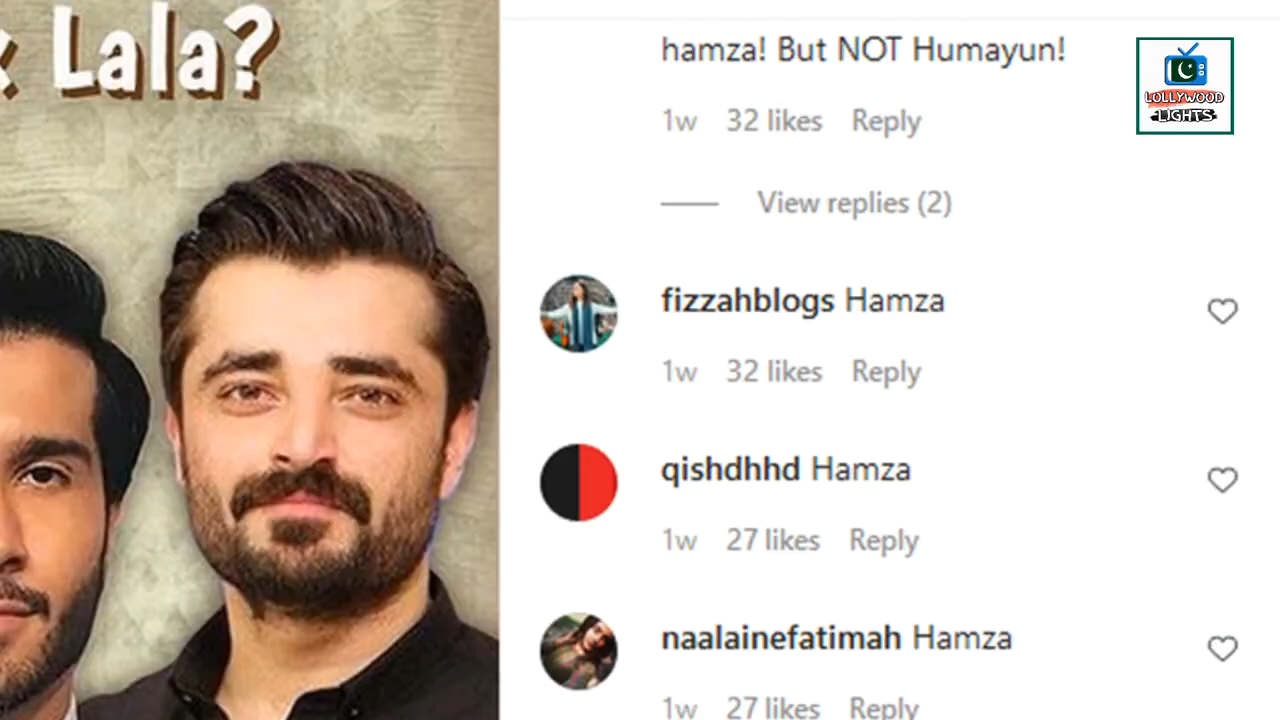 Lala?
hamza! But NOT Humayun!
1w 32 likes Reply
View replies (2)
fizzahblogs Hamza
1w 32 likes Reply
qishdhhd Hamza
1w 27 likes Reply
naalainefatimah Hamza
1w 27 likes Reply
LOLLYWOOD
LIGHTS